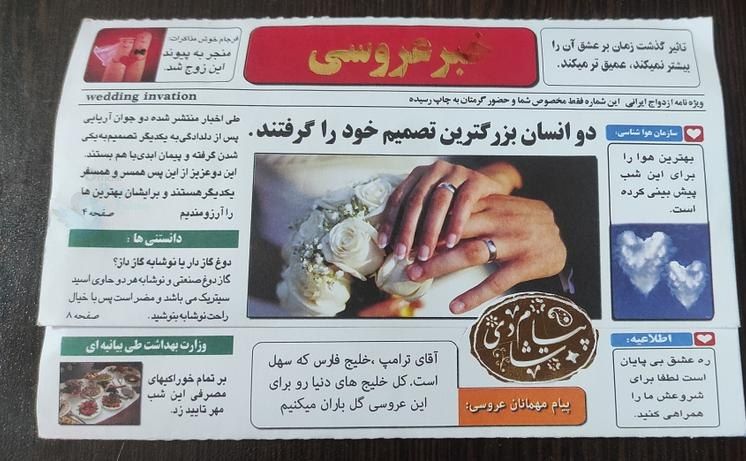 فرجام خوش مذاکرات:
منجر به پیوند
این زوج شد.
خبر عروسی
تاثیر گذشت زمان بر عشق آن را
بیشتر نمیکند، عمیق تر میکند.
wedding invation
ویژه نامه ازدواج ایرانی این شماره فقط مخصوص شما و حضور گرمتان به چاپ رسیده
دو انسان بزرگترین تصمیم خود را گرفتند.
سازمان هوا شناسی:
بهترین هوا را
برای این شب
پیش بینی کرده
است.
طی اخبار منتشر شده دو جوان آریایی
پس از دلدادگی به یکدیگر تصمیم به یکی
شدن گرفته و پیمان ابدی با هم بستند.
این دو عزیز از این پس همسر و همسفر
یکدیگر هستند و برایشان بهترین ها
را آرزومندیم
صفحه ۴
دانستنی ها :
دوغ گاز دار یا نوشابه گاز داز؟
گاز دوغ صنعتی و نوشابه هر دو حاوی اسید
سیتریک می باشد و مضر است پس با خیال
راحت نوشابه بنوشید.
صفحه ۸
وزارت بهداشت طی بیانیه ای
بر تمام خوراکیهای
مصرفی این شب
مهر تایید زد.
آقای ترامپ ،خلیج فارس که سهل
است. کل خلیج های دنیا رو برای
این عروسی گل باران میکنیم
پیام مردمی
شما
پیام مهمانان عروسی:
اطلاعیه:
ره عشق بی پایان
است لطفا برای
شروعش ما را
همراهی کنید.